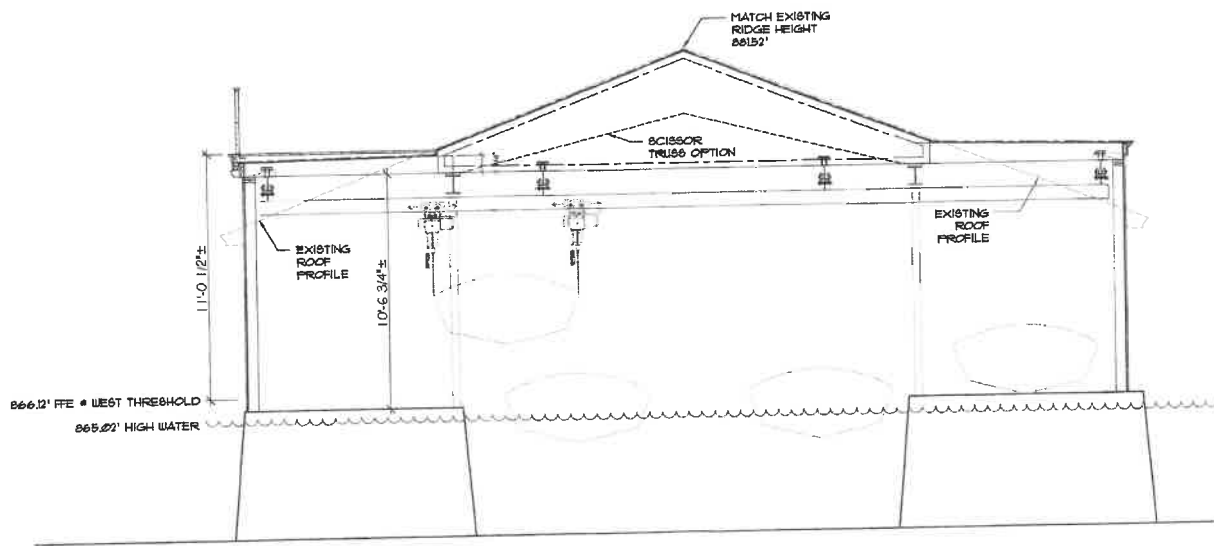 MATCH EXISTING
RIDGE HEIGHT
881.52'
SCISSOR
TRUSS OPTION
EXISTING
ROOF
PROFILE
EXISTING
ROOF
PROFILE
11'-0 1/2"±
10'-6 3/4"±
866.12' FFE @ WEST THRESHOLD
865.02' HIGH WATER